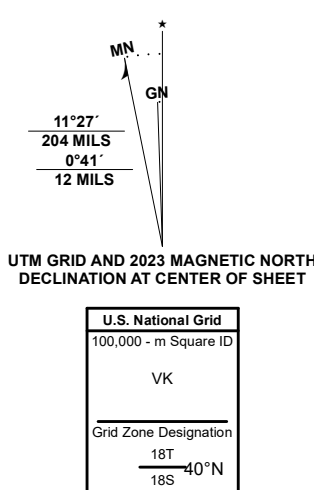 ★
MN
GN
11°27´
204 MILS
0°41´
12 MILS
UTM GRID AND 2023 MAGNETIC NORTH
DECLINATION AT CENTER OF SHEET
U.S. National Grid
100,000 - m Square ID
VK
Grid Zone Designation
18T
40°N
18S